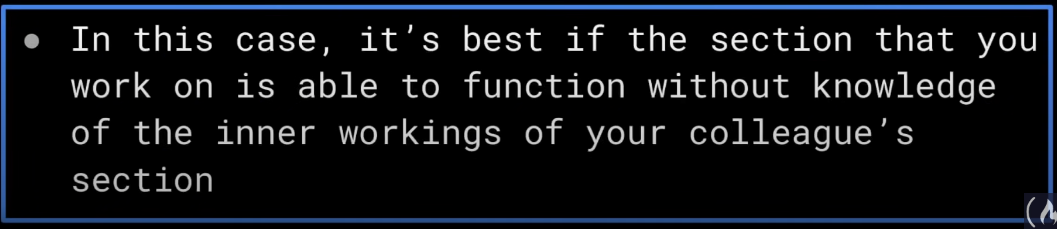 ● In this case, it’s best if the section that you
work on is able to function without knowledge
of the inner workings of your colleague’s
section